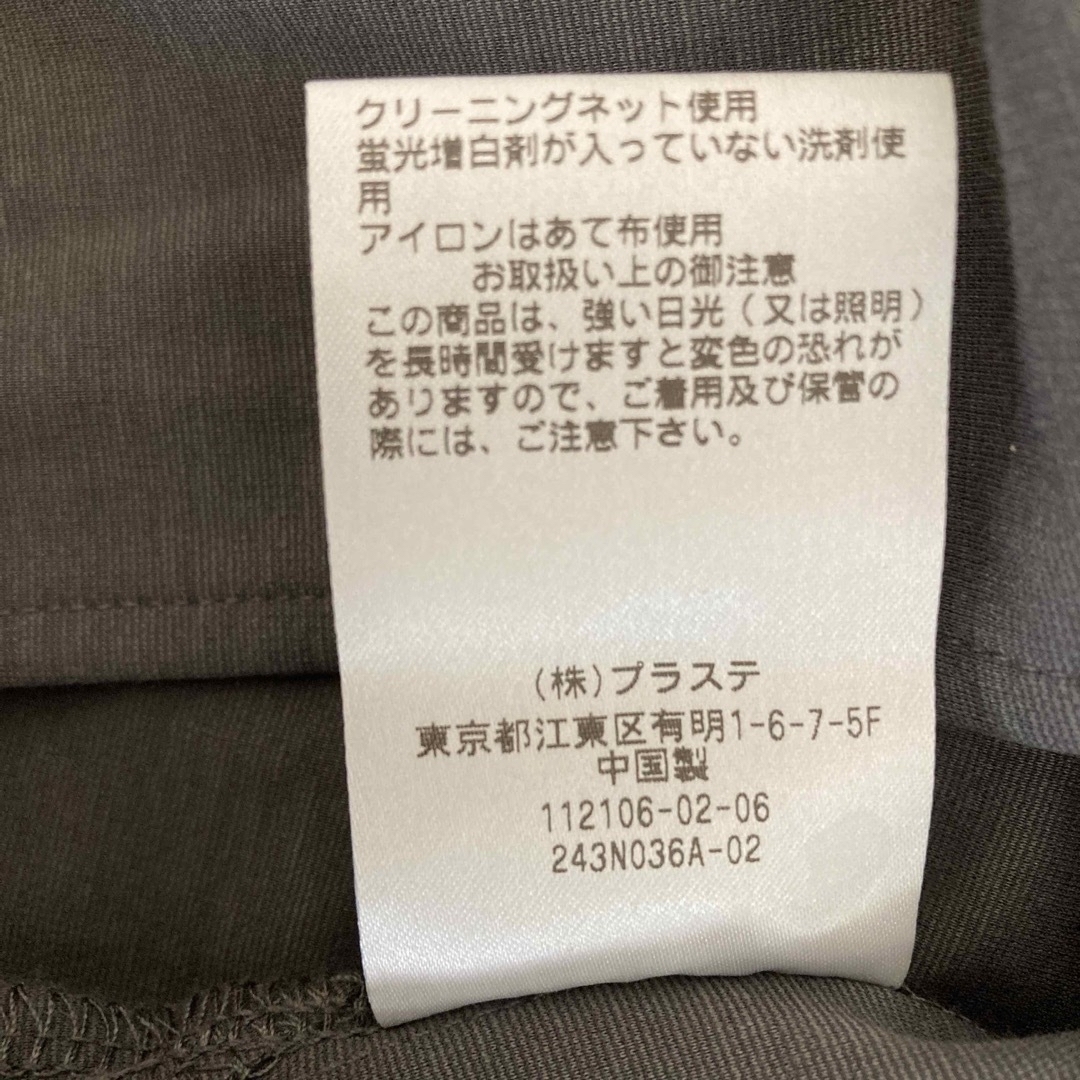 クリーニングネット使用
蛍光増白剤が入っていない洗剤使
用
アイロンはあて布使用
お取扱い上の御注意
この商品は、強い日光(又は照明)
を長時間受けますと変色の恐れが
ありますので、ご着用及び保管の
際には、ご注意下さい。
(株)プラステ
東京都江東区有明1-6-7-5F
中国製
112106-02-06
243N036A-02